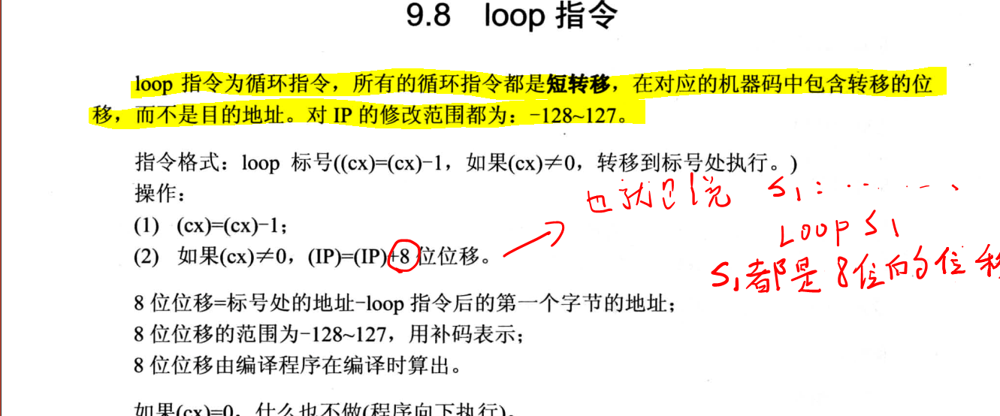 9.8 loop 指令
loop 指令为循环指令，所有的循环指令都是短转移，在对应的机器码中包含转移的位
移，而不是目的地址。对 IP 的修改范围都为：-128~127。
指令格式：loop 标号((cx)=(cx)-1，如果(cx)≠0，转移到标号处执行。)
操作：
(1) (cx)=(cx)-1；
(2) 如果(cx)≠0，(IP)=(IP)+8 位位移。
也就是说 S1: ··· ···
LOOP S1
S1都是8位的位移
8 位位移=标号处的地址-loop 指令后的第一个字节的地址；
8 位位移的范围为-128~127，用补码表示；
8 位位移由编译程序在编译时算出。
如果(cx)=0，什么也不做(程序向下执行)。